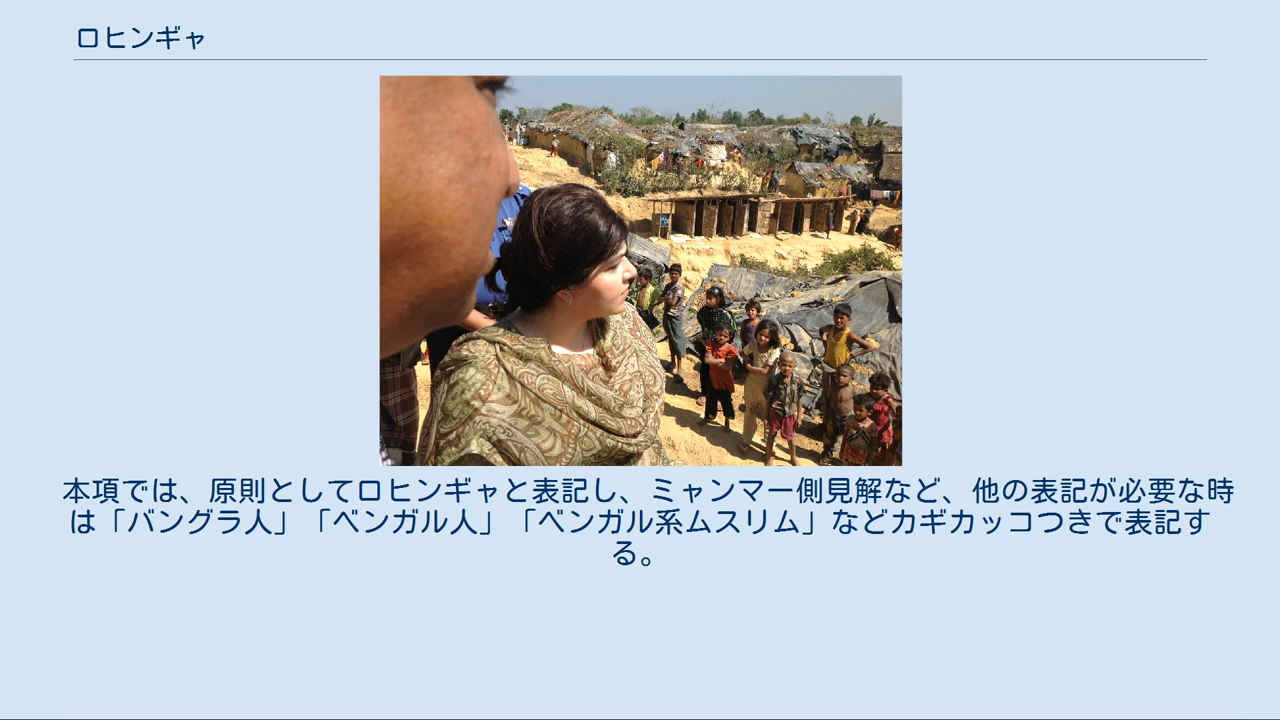 ロヒンギャ
本項では、原則としてロヒンギャと表記し、ミャンマー側見解など、他の表記が必要な時
は「バングラ人」「ベンガル人」「ベンガル系ムスリム」などカギカッコつきで表記す
る。